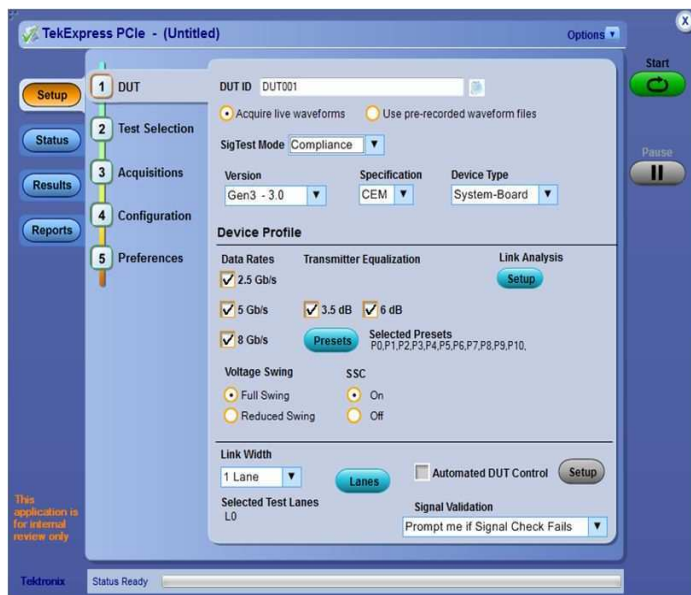 TekExpress PCIe - (Untitled)
Options
X
Start
Pause
Setup
Status
Results
Reports
1 DUT
2 Test Selection
3 Acquisitions
4 Configuration
5 Preferences
DUT ID DUT001
Acquire live waveforms Use pre-recorded waveform files
SigTest Mode Compliance
Version Specification Device Type
Gen3 - 3.0 CEM System-Board
Device Profile
Data Rates Transmitter Equalization Link Analysis
2.5 Gb/s Setup
5 Gb/s 3.5 dB 6 dB
8 Gb/s Presets Selected Presets
P0,P1,P2,P3,P4,P5,P6,P7,P8,P9,P10,
Voltage Swing SSC
Full Swing On
Reduced Swing Off
Link Width
1 Lane Lanes Automated DUT Control Setup
Selected Test Lanes Signal Validation
L0
Prompt me if Signal Check Fails
This
application is
for internal
review only
Tektronix Status Ready